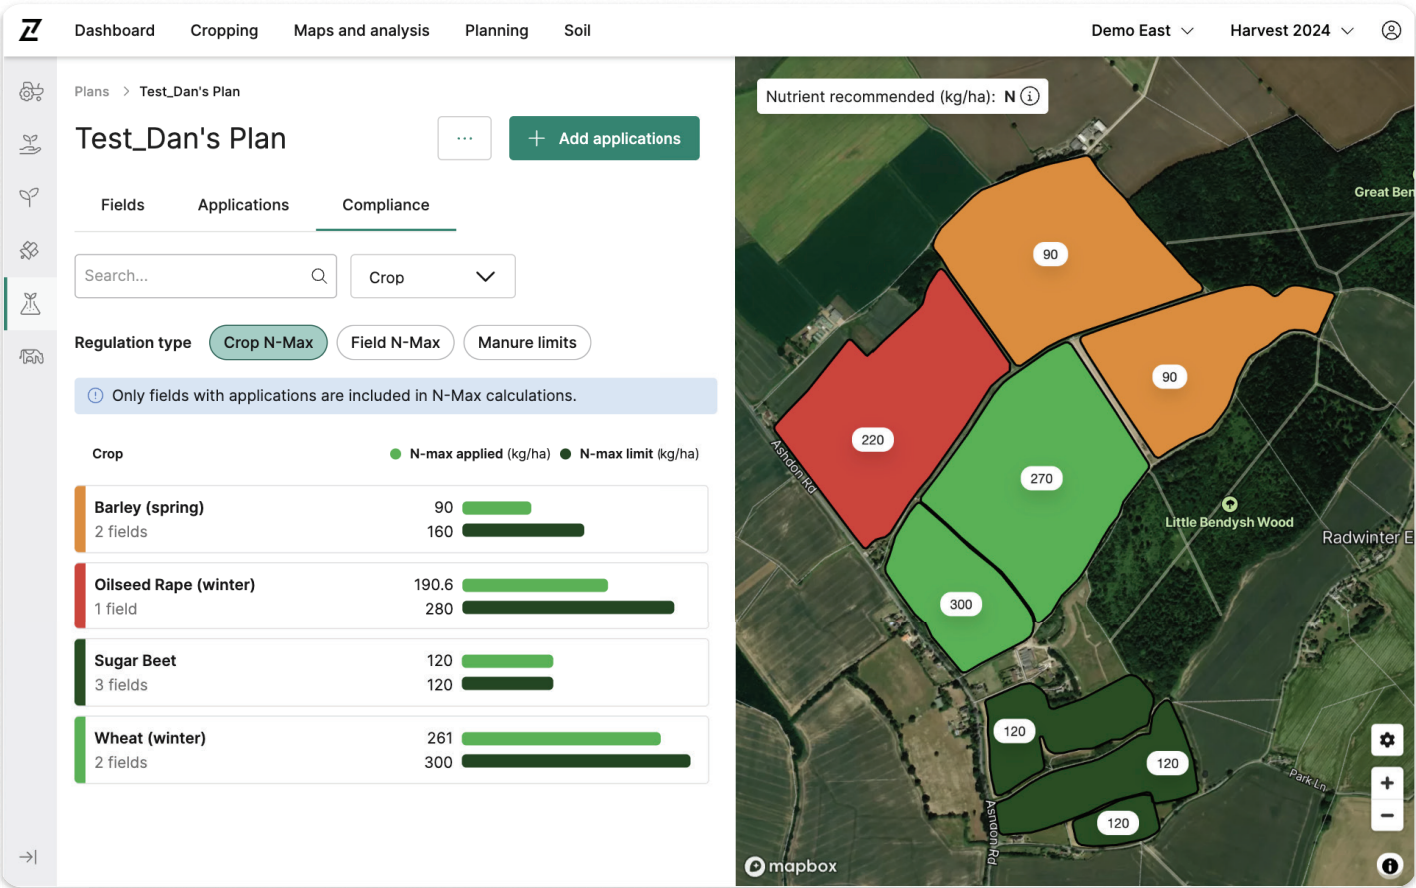 Dashboard Cropping Maps and analysis Planning Soil Demo East Harvest 2024
Plans > Test_Dan's Plan
Test_Dan's Plan
... + Add applications
Fields Applications Compliance
Search... Crop
Regulation type Crop N-Max Field N-Max Manure limits
Only fields with applications are included in N-Max calculations.
Crop N-max applied (kg/ha) N-max limit (kg/ha)
Barley (spring) 90
2 fields 160
Oilseed Rape (winter) 190.6
1 field 280
Sugar Beet 120
3 fields 120
Wheat (winter) 261
2 fields 300
Nutrient recommended (kg/ha): N
Great Ben
90
90
220
Ashdon Rd
270
Little Bendysh Wood
Radwinter E
300
120
120
Park Ln
120
Ashdon Rd
mapbox